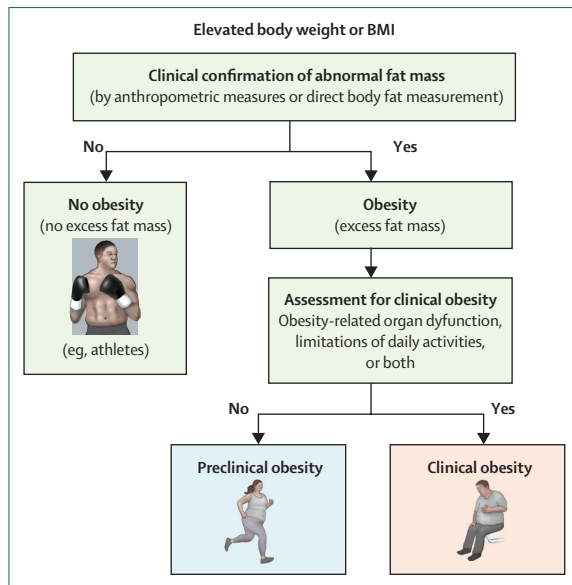 Elevated body weight or BMI
Clinical confirmation of abnormal fat mass
(by anthropometric measures or direct body fat measurement)
No
Yes
No obesity
(no excess fat mass)
(eg, athletes)
Obesity
(excess fat mass)
Assessment for clinical obesity
Obesity-related organ dyfunction,
limitations of daily activities,
or both
No
Yes
Preclinical obesity
Clinical obesity